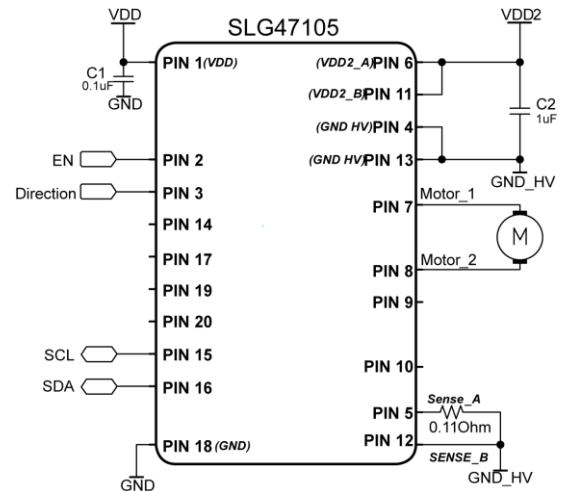 VDD
SLG47105
VDD2
PIN 1(VDD)
(VDD2_A)PIN 6
C1
0.1uF
GND
(VDD2_B)PIN 11
C2
1uF
(GND HV)PIN 4
EN
PIN 2
(GND HV)PIN 13
GND_HV
Direction
PIN 3
PIN 7
Motor_1
PIN 14
M
PIN 17
PIN 8
Motor_2
PIN 19
PIN 9
PIN 20
SCL
PIN 15
PIN 10
SDA
PIN 16
PIN 5
Sense_A
0.11Ohm
PIN 18(GND)
PIN 12
SENSE_B
GND
GND_HV